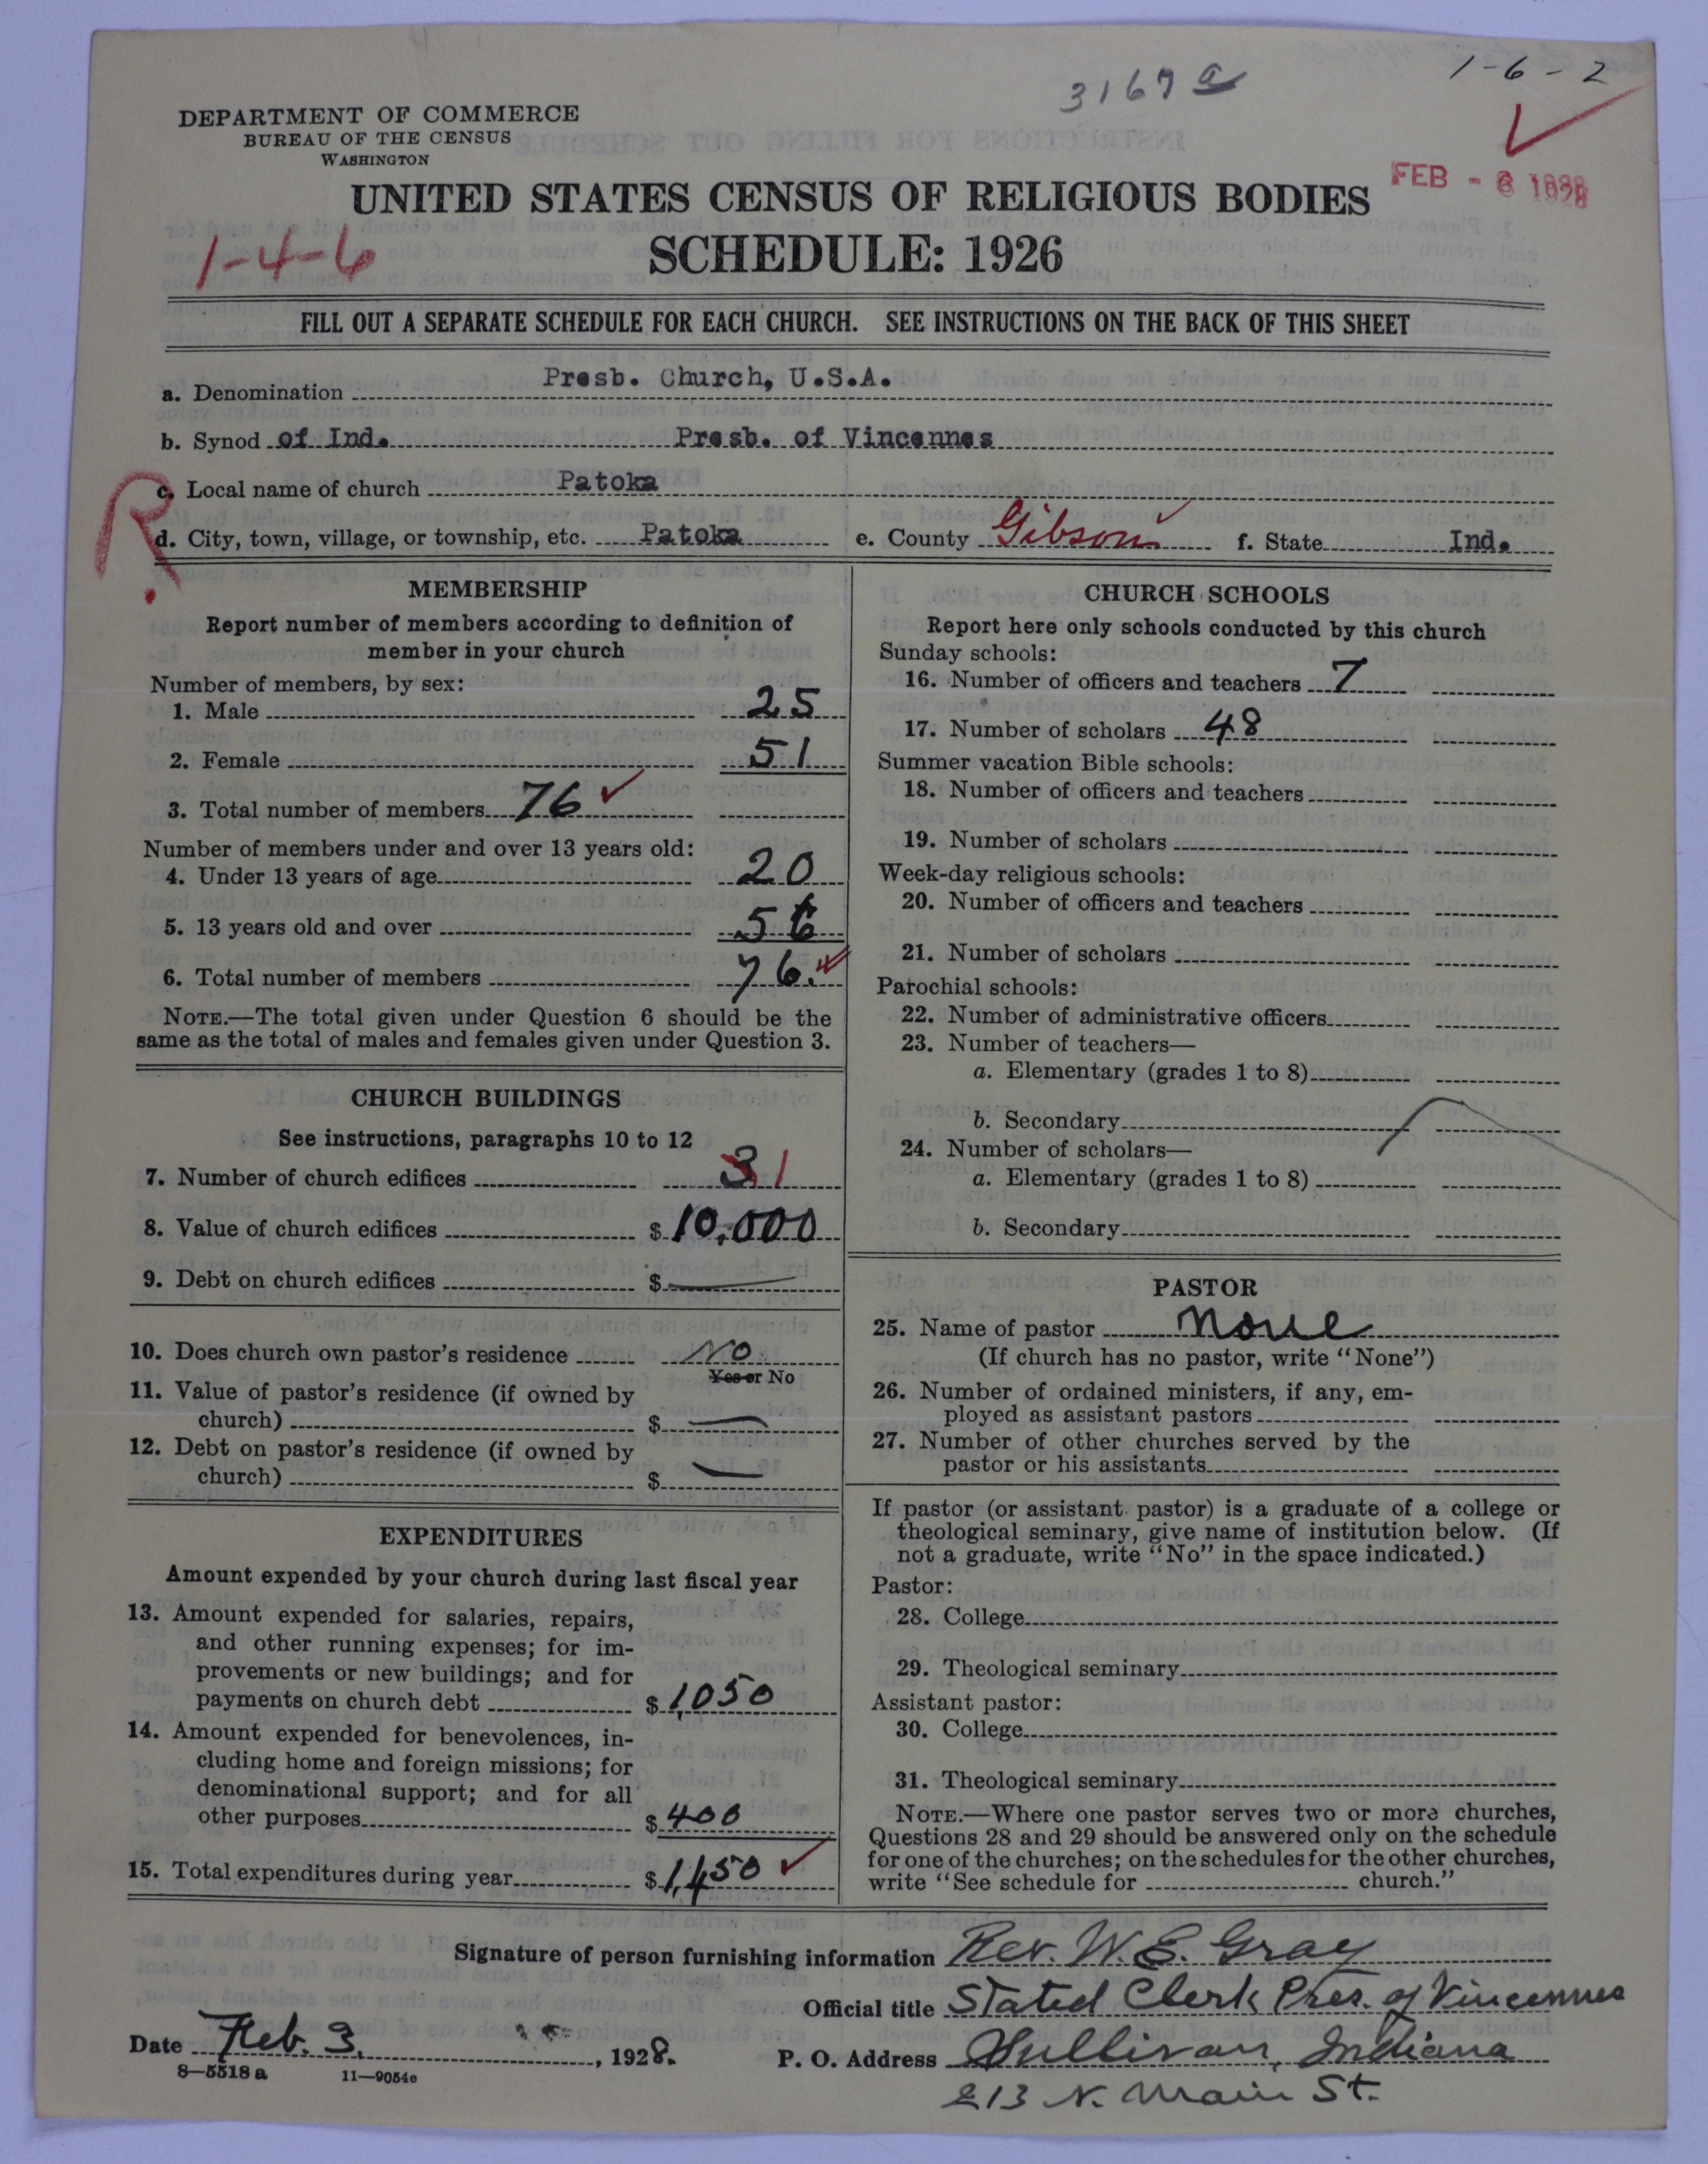 3167 a
1-6-2
DEPARTMENT OF COMMERCE
BUREAU OF THE CENSUS
WASHINGTON
FEB - 6 1928
UNITED STATES CENSUS OF RELIGIOUS BODIES
1-4-6
SCHEDULE: 1926
FILL OUT A SEPARATE SCHEDULE FOR EACH CHURCH. SEE INSTRUCTIONS ON THE BACK OF THIS SHEET
a. Denomination Presb. Church, U.S.A.
b. Synod of Ind. Presb. of Vincennes
R.
c. Local name of church Patoka
d. City, town, village, or township, etc. Patoka e. County Gibson f. State Ind.
MEMBERSHIP
Report number of members according to definition of
member in your church
Number of members, by sex:
1. Male 25
2. Female 51
3. Total number of members 76
Number of members under and over 13 years old:
4. Under 13 years of age 20
5. 13 years old and over 56
6. Total number of members 76.
NOTE.—The total given under Question 6 should be the
same as the total of males and females given under Question 3.
CHURCH BUILDINGS
See instructions, paragraphs 10 to 12
7. Number of church edifices 3 1
8. Value of church edifices $ 10,000
9. Debt on church edifices $ —
10. Does church own pastor's residence No
Yes or No
11. Value of pastor's residence (if owned by
church) $ —
12. Debt on pastor's residence (if owned by
church) $ —
EXPENDITURES
Amount expended by your church during last fiscal year
13. Amount expended for salaries, repairs,
and other running expenses; for im-
provements or new buildings; and for
payments on church debt $ 1,050
14. Amount expended for benevolences, in-
cluding home and foreign missions; for
denominational support; and for all
other purposes $ 400
15. Total expenditures during year $ 1,450
CHURCH SCHOOLS
Report here only schools conducted by this church
Sunday schools:
16. Number of officers and teachers 7
17. Number of scholars 48
Summer vacation Bible schools:
18. Number of officers and teachers
19. Number of scholars
Week-day religious schools:
20. Number of officers and teachers
21. Number of scholars
Parochial schools:
22. Number of administrative officers
23. Number of teachers—
a. Elementary (grades 1 to 8)
b. Secondary
24. Number of scholars—
a. Elementary (grades 1 to 8)
b. Secondary
PASTOR
25. Name of pastor None
(If church has no pastor, write "None")
26. Number of ordained ministers, if any, em-
ployed as assistant pastors
27. Number of other churches served by the
pastor or his assistants
If pastor (or assistant pastor) is a graduate of a college or
theological seminary, give name of institution below. (If
not a graduate, write "No" in the space indicated.)
Pastor:
28. College
29. Theological seminary
Assistant pastor:
30. College
31. Theological seminary
NOTE.—Where one pastor serves two or more churches,
Questions 28 and 29 should be answered only on the schedule
for one of the churches; on the schedules for the other churches,
write "See schedule for church."
Signature of person furnishing information Rev. W. E. Gray
Official title Stated Clerk Pres. of Vincennes
Date Feb. 3, 1928. P. O. Address Sullivan, Indiana
8—5518 a 11—9054e
213 N. Main St.